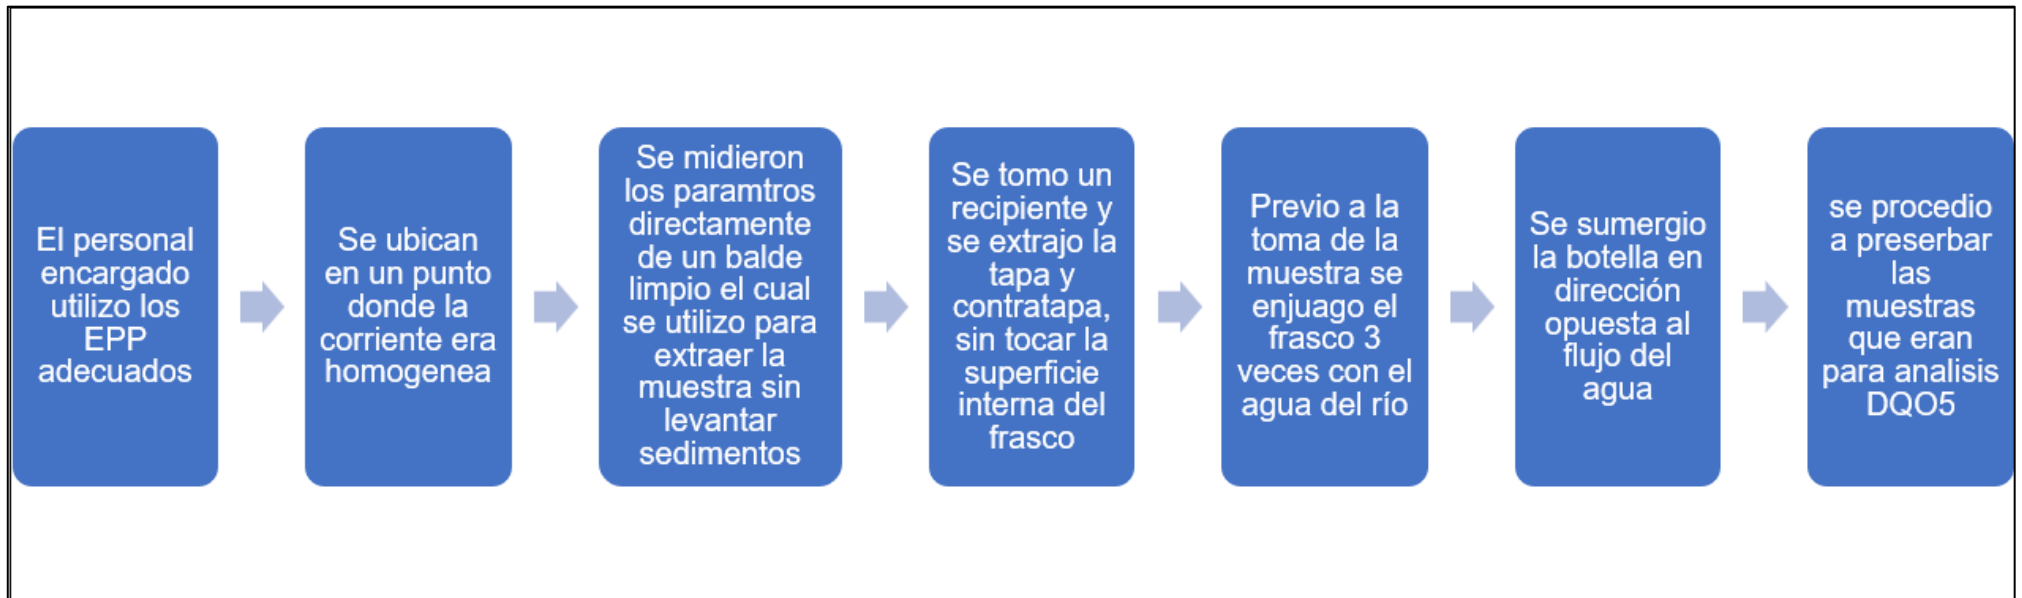 El personal
encargado
utilizo los
EPP
adecuados
Se ubican
en un punto
donde la
corriente era
homogenea
Se midieron
los paramtros
directamente
de un balde
limpio el cual
se utilizo para
extraer la
muestra sin
levantar
sedimentos
Se tomo un
recipiente y
se extrajo la
tapa y
contratapa,
sin tocar la
superficie
interna del
frasco
Previo a la
toma de la
muestra se
enjuago el
frasco 3
veces con el
agua del río
Se sumergio
la botella en
dirección
opuesta al
flujo del
agua
se procedio
a preserbar
las
muestras
que eran
para analisis
DQO5